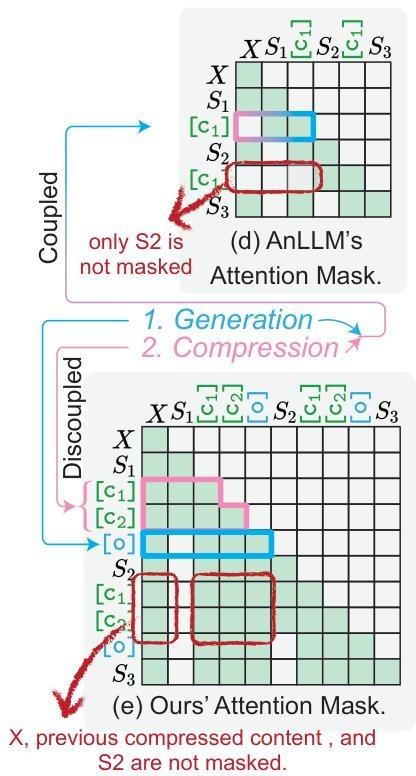 X S₁ [c₁] S₂ [c₁] S₃
X
S₁
[c₁]
S₂
[c₁]
S₃
Coupled
only S2 is
not masked
(d) AnLLM's
Attention Mask.
1. Generation
2. Compression
Discoupled
X S₁ [c₁] [c₂] [o] S₂ [c₁] [c₂] [o] S₃
X
S₁
[c₁]
[c₂]
[o]
S₂
[c₁]
[c₂]
[o]
S₃
(e) Ours' Attention Mask.
X, previous compressed content , and
S2 are not masked.